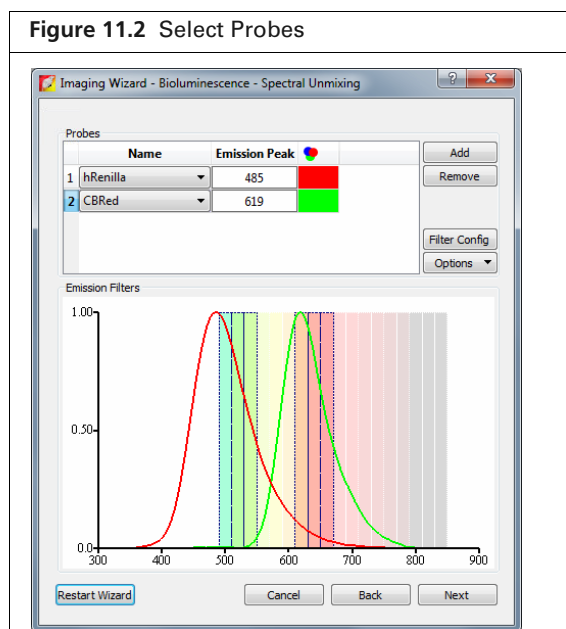 Figure 11.2 Select Probes
Imaging Wizard - Bioluminescence - Spectral Unmixing
?
X
Probes
Name Emission Peak
Add
1 hRenilla 485
Remove
2 CBRed 619
Filter Config
Options
Emission Filters
1.00
0.50
0.0
300 400 500 600 700 800 900
Restart Wizard Cancel Back Next